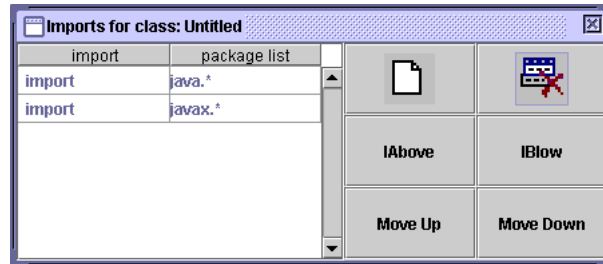 Imports for class: Untitled
import package list
import java.*
import javax.*
IAbove IBlow
Move Up Move Down